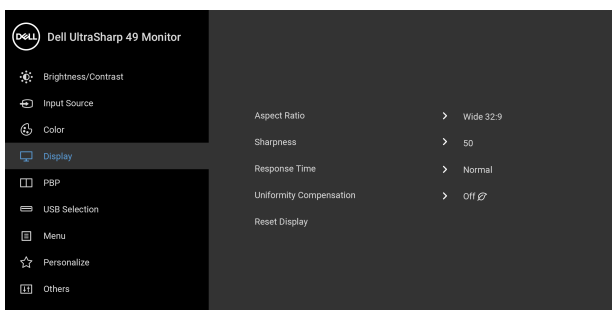 DELL Dell UltraSharp 49 Monitor
Brightness/Contrast
Input Source
Color
Display
PBP
USB Selection
Menu
Personalize
Others
Aspect Ratio > Wide 32:9
Sharpness > 50
Response Time > Normal
Uniformity Compensation > Off
Reset Display